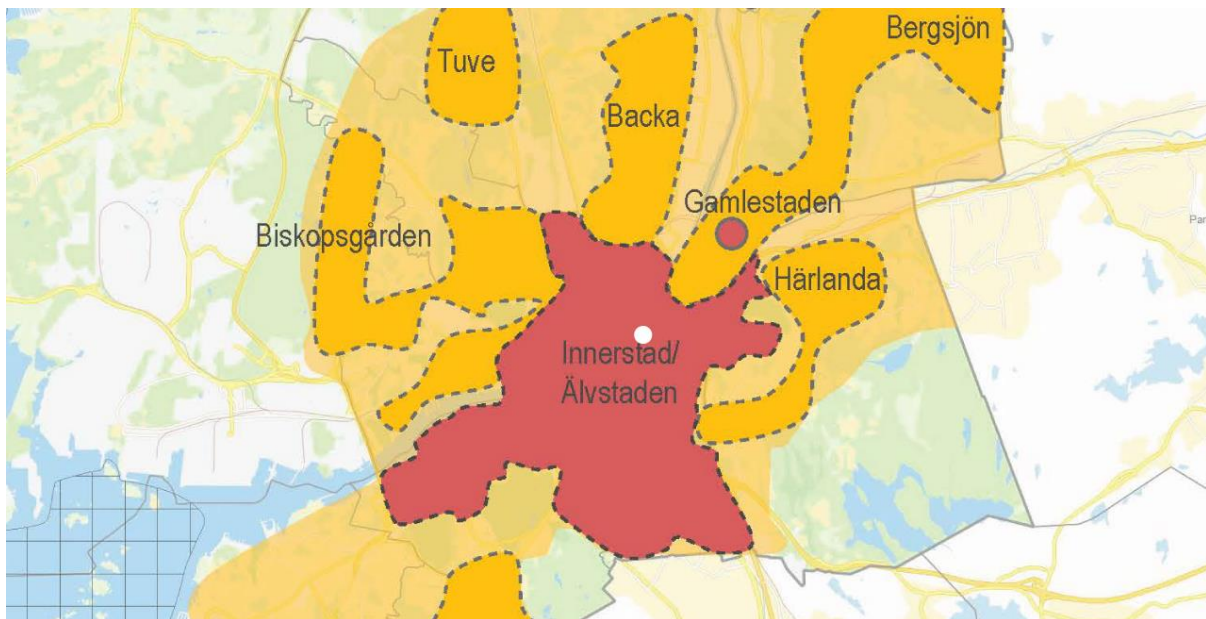 Bergsjön
Tuve
Backa
Gamlestaden
Biskopsgården
Härlanda
Innerstad/
Älvstaden